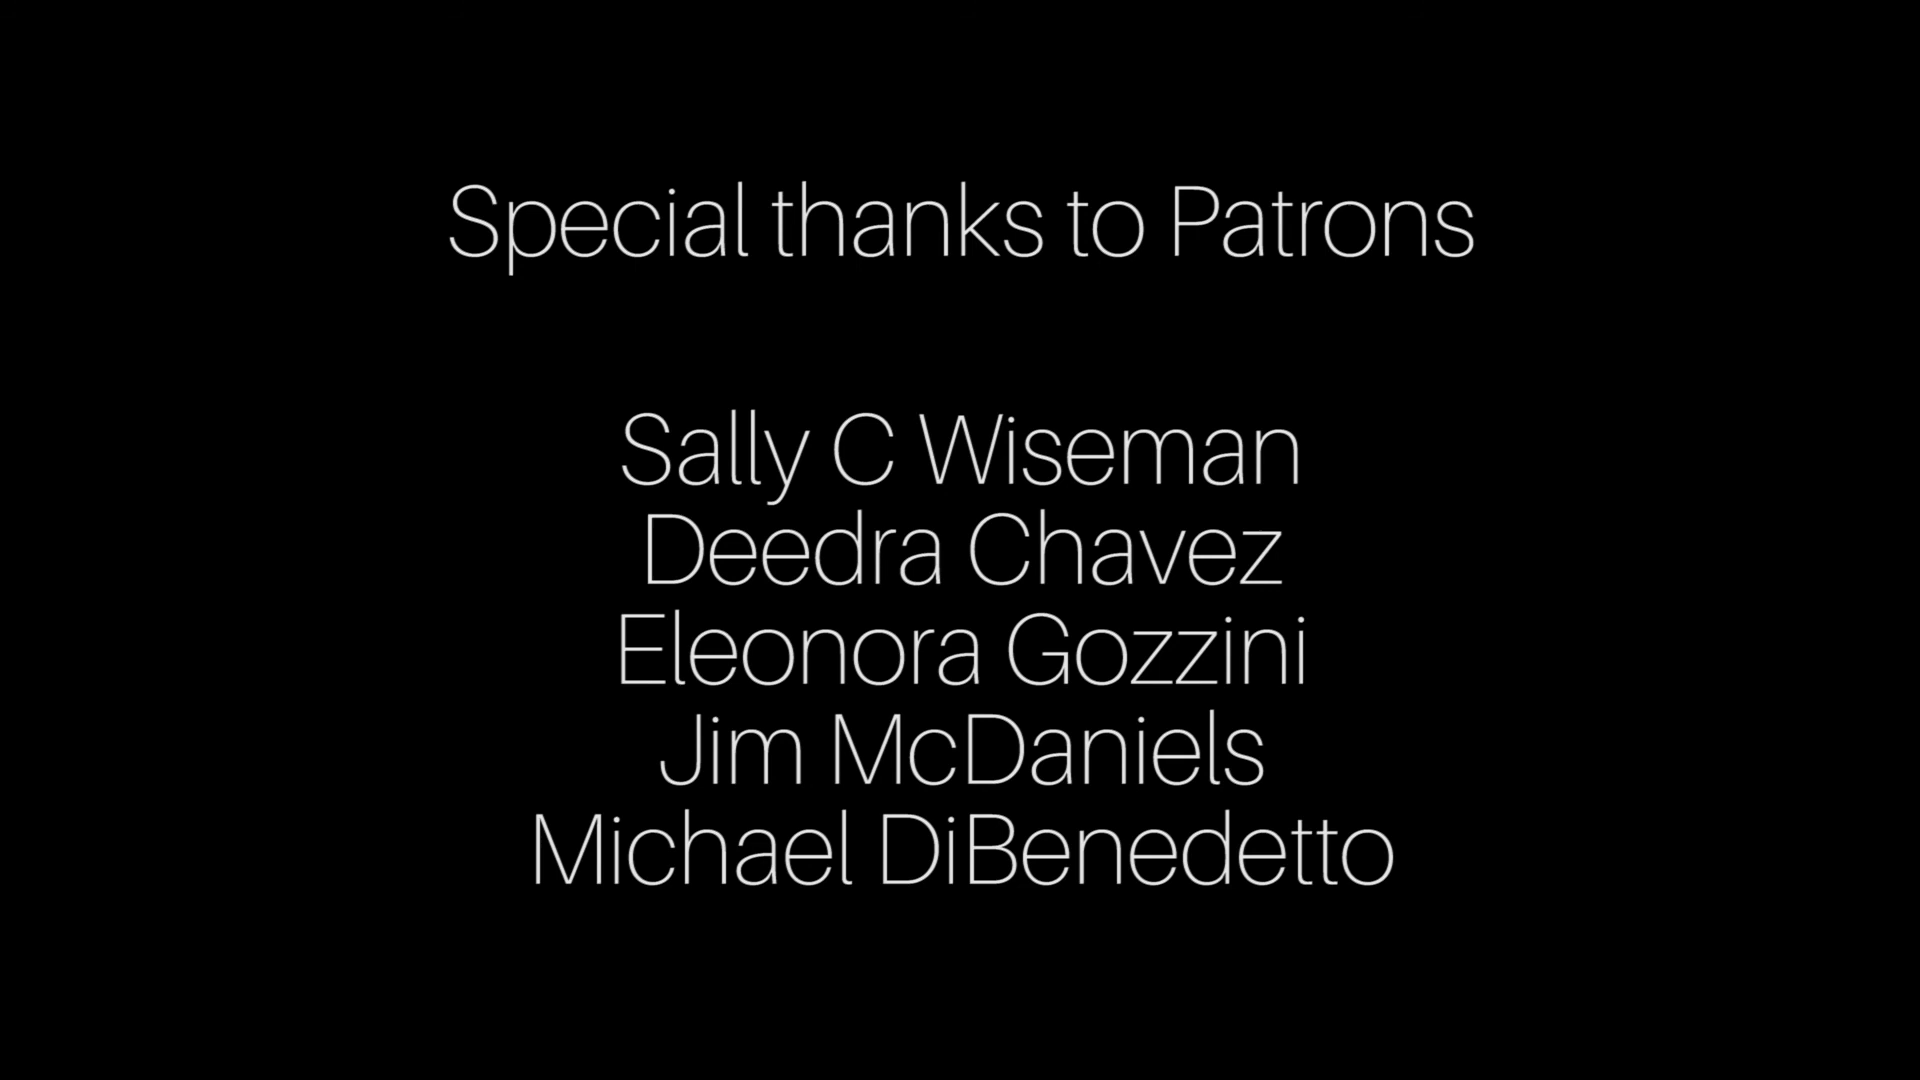 Special thanks to Patrons
Sally C Wiseman
Deedra Chavez
Eleonora Gozzini
Jim McDaniels
Michael DiBenedetto